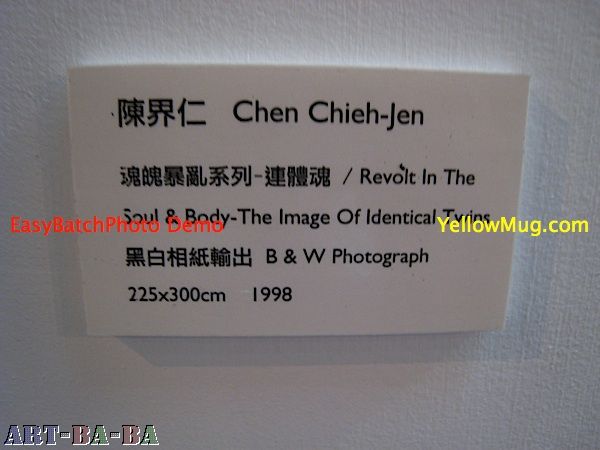 陳界仁 Chen Chieh-Jen
魂魄暴亂系列-連體魂 / Revolt In The
Soul & Body-The Image Of Identical Twins
EasyBatchPhoto Demo
YellowMug.com
黑白相紙輸出 B & W Photograph
225x300cm 1998
ART-BA-BA